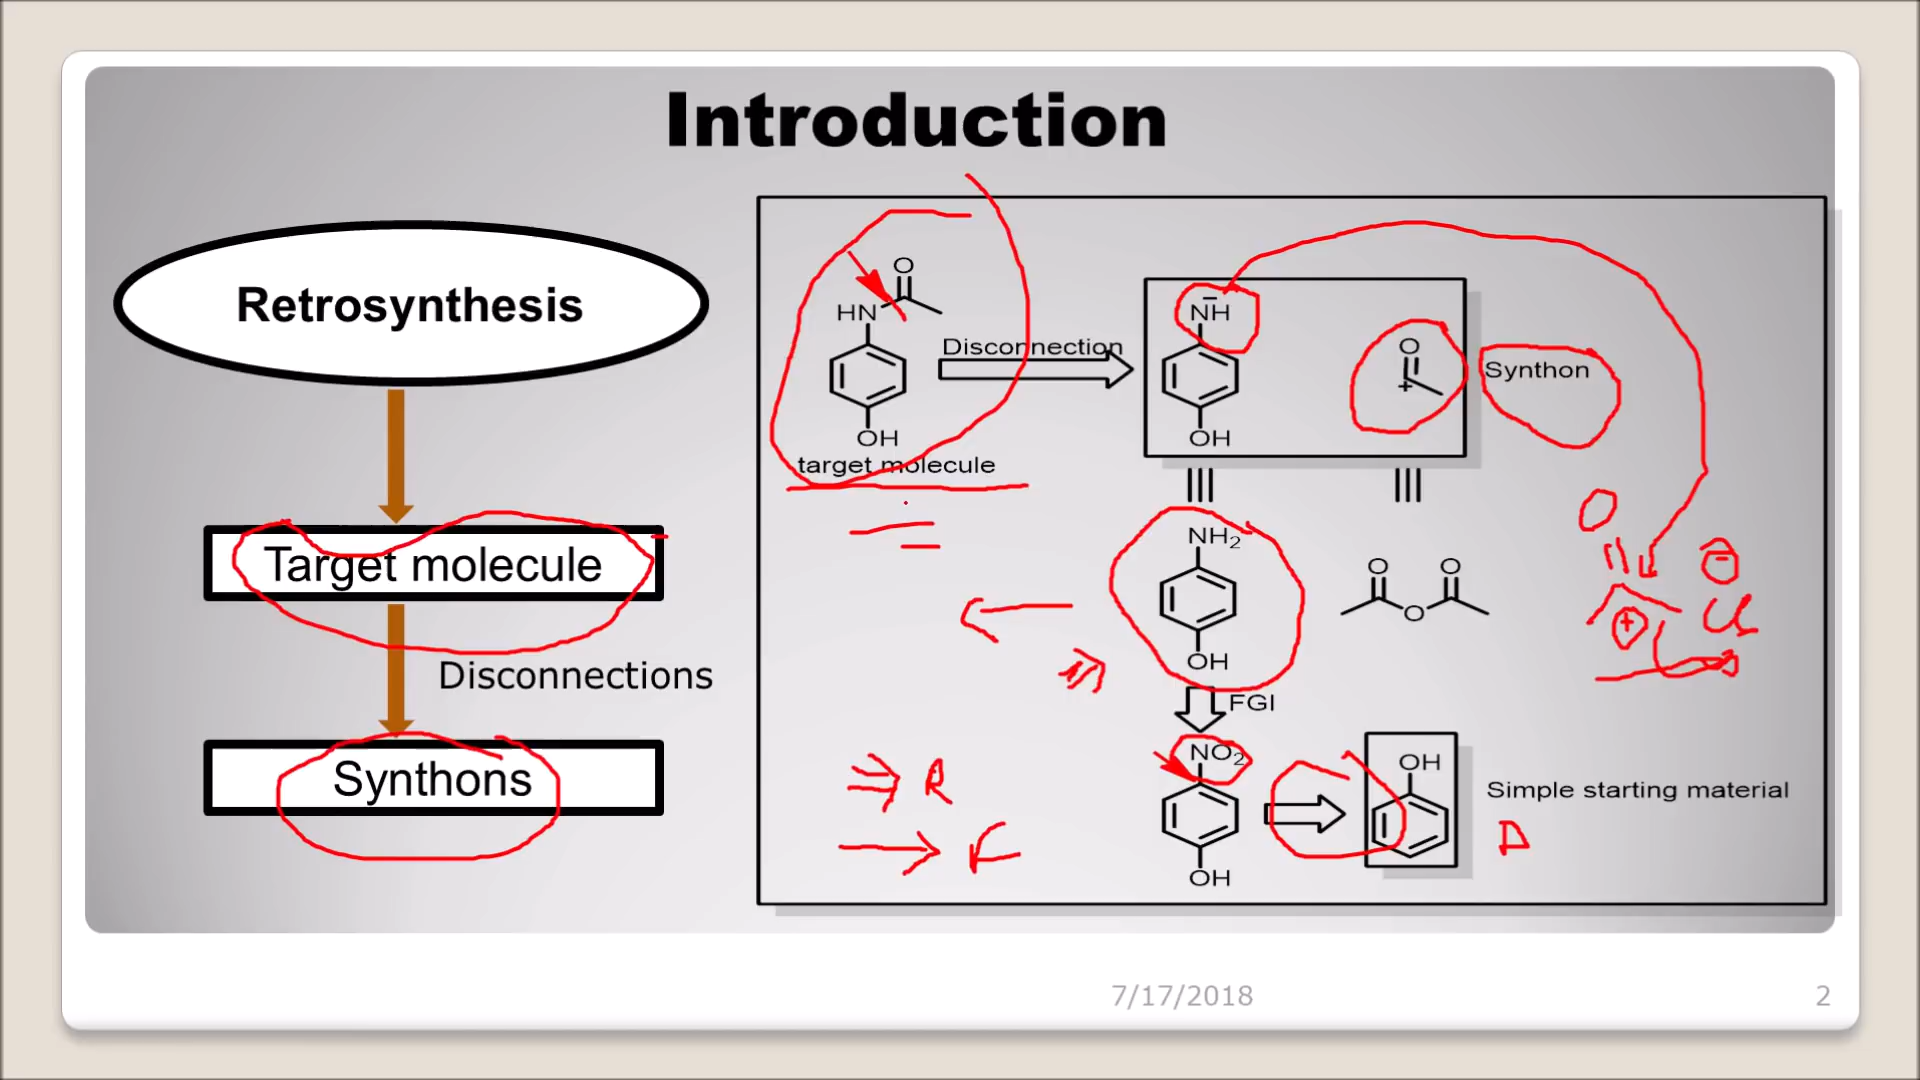 Introduction
Retrosynthesis
Target molecule
Disconnections
Synthons
O
HN
OH
target molecule
Disconnection
NH
OH
O
+
Synthon
NH2
OH
O
O
O
O
+
Cl
FGI
NO2
OH
OH
Simple starting material
R
F
7/17/2018
2